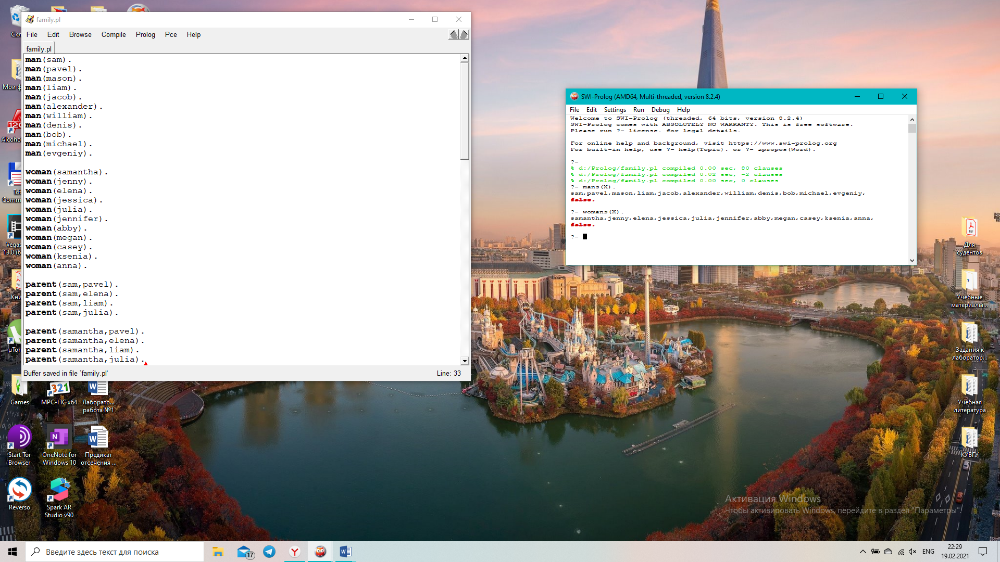 family.pl
File Edit Browse Compile Prolog Pce Help
family.pl
man(sam).
man(pavel).
man(mason).
man(liam).
man(jacob).
man(alexander).
man(william).
man(denis).
man(bob).
man(michael).
man(evgeniy).
woman(samantha).
woman(jenny).
woman(elena).
woman(jessica).
woman(julia).
woman(jennifer).
woman(abby).
woman(megan).
woman(casey).
woman(ksenia).
woman(anna).
parent(sam,pavel).
parent(sam,elena).
parent(sam,liam).
parent(sam,julia).
parent(samantha,pavel).
parent(samantha,elena).
parent(samantha,liam).
parent(samantha,julia).
Buffer saved in file `family.pl' Line: 33
SWI-Prolog (AMD64, Multi-threaded, version 8.2.4)
File Edit Settings Run Debug Help
Welcome to SWI-Prolog (threaded, 64 bits, version 8.2.4)
SWI-Prolog comes with ABSOLUTELY NO WARRANTY. This is free software.
Please run ?- license. for legal details.
For online help and background, visit https://www.swi-prolog.org
For built-in help, use ?- help(Topic). or ?- apropos(Word).
?-
% d:/Prolog/family.pl compiled 0.00 sec, 80 clauses
% d:/Prolog/family.pl compiled 0.02 sec, -2 clauses
% d:/Prolog/family.pl compiled 0.00 sec, 0 clauses
?- mans(X).
sam,pavel,mason,liam,jacob,alexander,william,denis,bob,michael,evgeniy,
false.
?- womans(X).
samantha,jenny,elena,jessica,julia,jennifer,abby,megan,casey,ksenia,anna,
false.
?-
Games
MPC-HC x64
Лаборато...
работа №1
Start Tor
Browser
OneNote for
Windows 10
Предикат
отсечения ...
Reverso
Spark AR
Studio v90
Для
судентов
Учебные
материалы...
Задания к
лаборатор...
Учебная
литература
КУБГУ
Активация Windows
Чтобы активировать Windows, перейдите в раздел "Параметры".
Введите здесь текст для поиска
17
ENG
22:29
19.02.2021